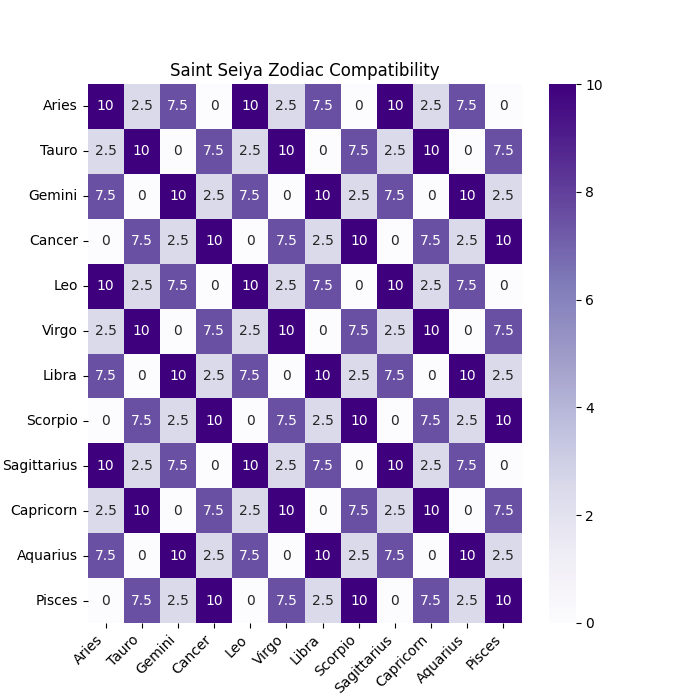 Saint Seiya Zodiac Compatibility
Aries 10 2.5 7.5 0 10 2.5 7.5 0 10 2.5 7.5 0
Tauro 2.5 10 0 7.5 2.5 10 0 7.5 2.5 10 0 7.5
Gemini 7.5 0 10 2.5 7.5 0 10 2.5 7.5 0 10 2.5
Cancer 0 7.5 2.5 10 0 7.5 2.5 10 0 7.5 2.5 10
Leo 10 2.5 7.5 0 10 2.5 7.5 0 10 2.5 7.5 0
Virgo 2.5 10 0 7.5 2.5 10 0 7.5 2.5 10 0 7.5
Libra 7.5 0 10 2.5 7.5 0 10 2.5 7.5 0 10 2.5
Scorpio 0 7.5 2.5 10 0 7.5 2.5 10 0 7.5 2.5 10
Sagittarius 10 2.5 7.5 0 10 2.5 7.5 0 10 2.5 7.5 0
Capricorn 2.5 10 0 7.5 2.5 10 0 7.5 2.5 10 0 7.5
Aquarius 7.5 0 10 2.5 7.5 0 10 2.5 7.5 0 10 2.5
Pisces 0 7.5 2.5 10 0 7.5 2.5 10 0 7.5 2.5 10
Aries Tauro Gemini Cancer Leo Virgo Libra Scorpio Sagittarius Capricorn Aquarius Pisces
10
8
6
4
2
0